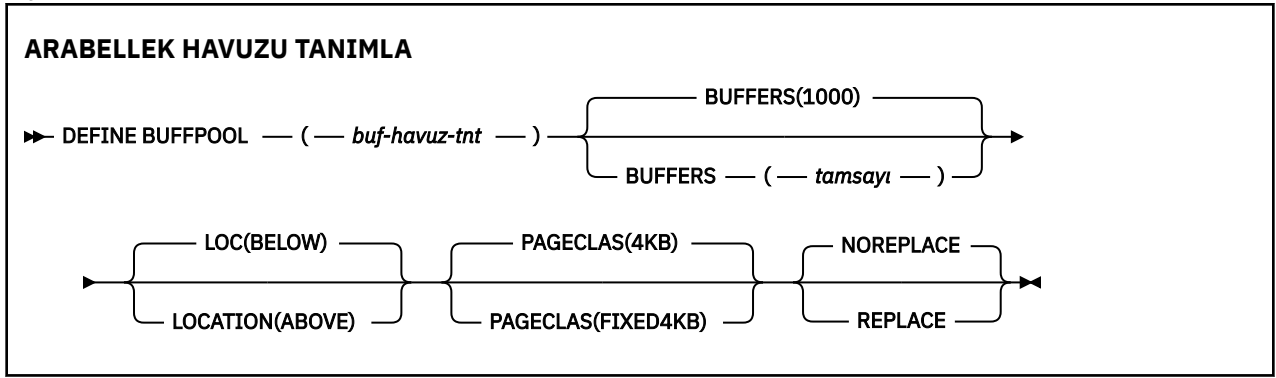 ARABELLEK HAVUZU TANIMLA
BUFFERS(1000)
DEFINE BUFFPOOL ( buf-havuz-tnt )
BUFFERS ( tamsayı )
LOC(BELOW) PAGECLAS(4KB) NOREPLACE
LOCATION(ABOVE) PAGECLAS(FIXED4KB) REPLACE